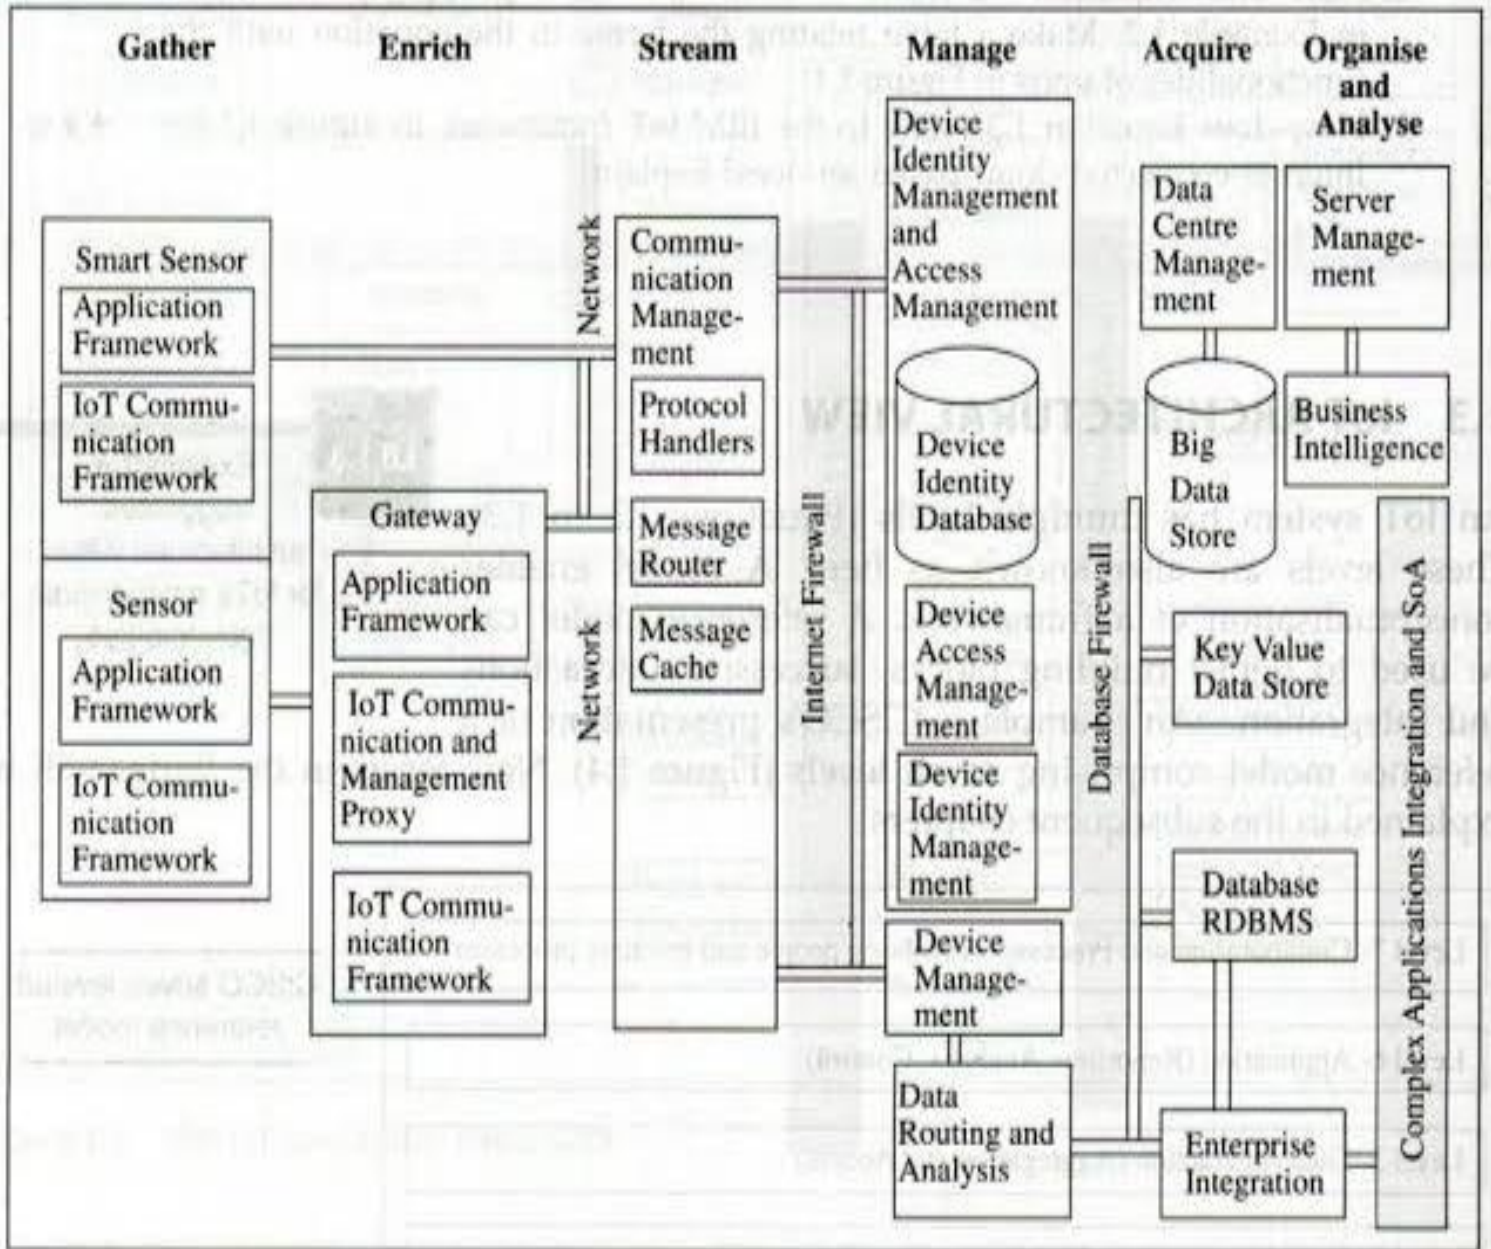 Gather
Enrich
Stream
Manage
Acquire
Organise
and
Analyse
Smart Sensor
Application
Framework
IoT Commu-
nication
Framework
Sensor
Application
Framework
IoT Commu-
nication
Framework
Gateway
Application
Framework
IoT Commu-
nication and
Management
Proxy
IoT Commu-
nication
Framework
Network
Network
Commu-
nication
Manage-
ment
Protocol
Handlers
Message
Router
Message
Cache
Internet Firewall
Device
Identity
Management
and
Access
Management
Device
Identity
Database
Device
Access
Manage-
ment
Device
Identity
Manage-
ment
Device
Manage-
ment
Data
Routing and
Analysis
Database Firewall
Data
Centre
Manage-
ment
Big
Data
Store
Key Value
Data Store
Database
RDBMS
Enterprise
Integration
Server
Manage-
ment
Business
Intelligence
Complex Applications Integration and SoA